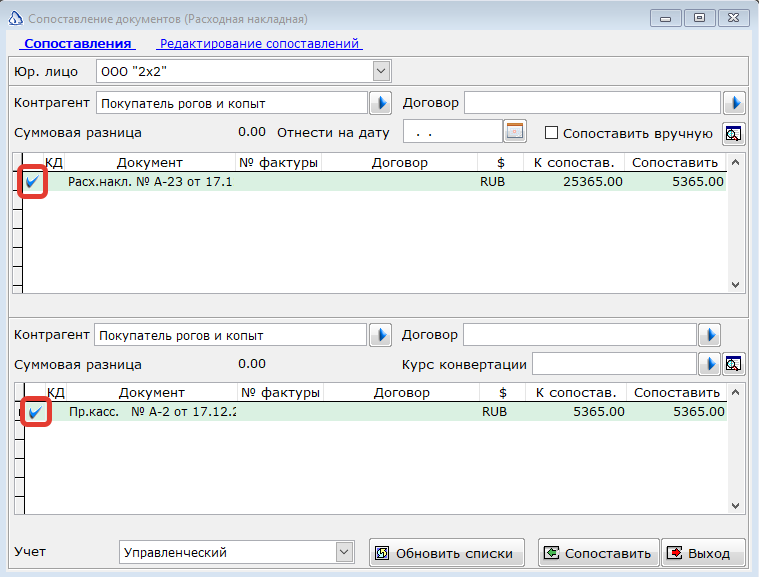 Сопоставление документов (Расходная накладная)
Сопоставления Редактирование сопоставлений
Юр. лицо ООО "2х2"
Контрагент Покупатель рогов и копыт Договор
Суммовая разница 0.00 Отнести на дату . . Сопоставить вручную
КД Документ № фактуры Договор $ К сопостав. Сопоставить
Расх.накл. № А-23 от 17.1 RUB 25365.00 5365.00
Контрагент Покупатель рогов и копыт Договор
Суммовая разница 0.00 Курс конвертации
КД Документ № фактуры Договор $ К сопостав. Сопоставить
Пр.касс. № А-2 от 17.12.2 RUB 5365.00 5365.00
Учет Управленческий Обновить списки Сопоставить Выход